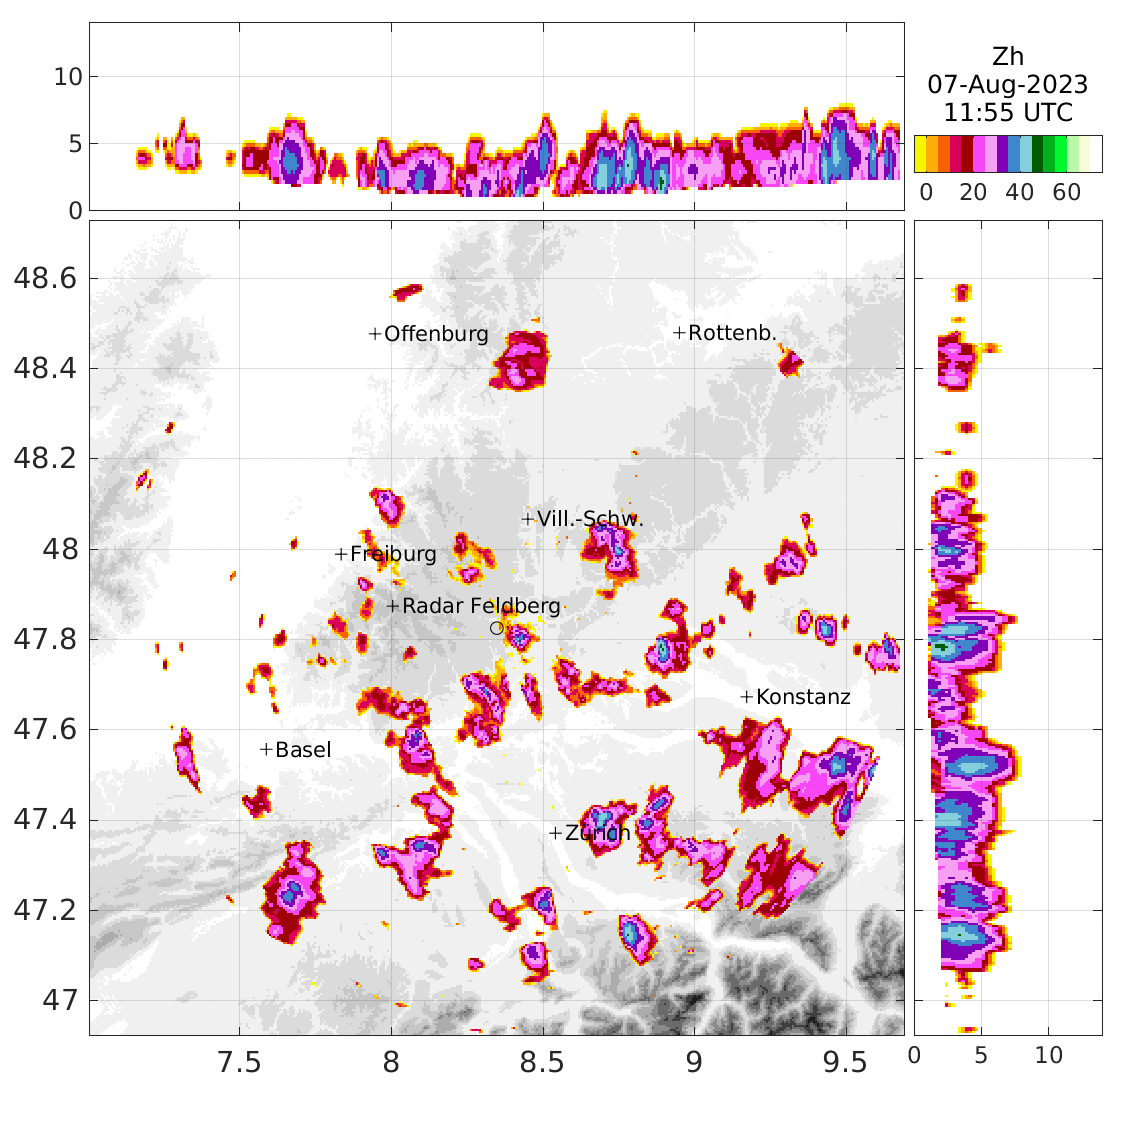 10
5
0
Zh
07-Aug-2023
11:55 UTC
0 20 40 60
48.6
48.4
48.2
48
47.8
47.6
47.4
47.2
47
+Offenburg
+Rottenb.
+Vill.-Schw.
+Freiburg
+Radar Feldberg
+Konstanz
+Basel
+Zürich
7.5 8 8.5 9 9.5
0 5 10